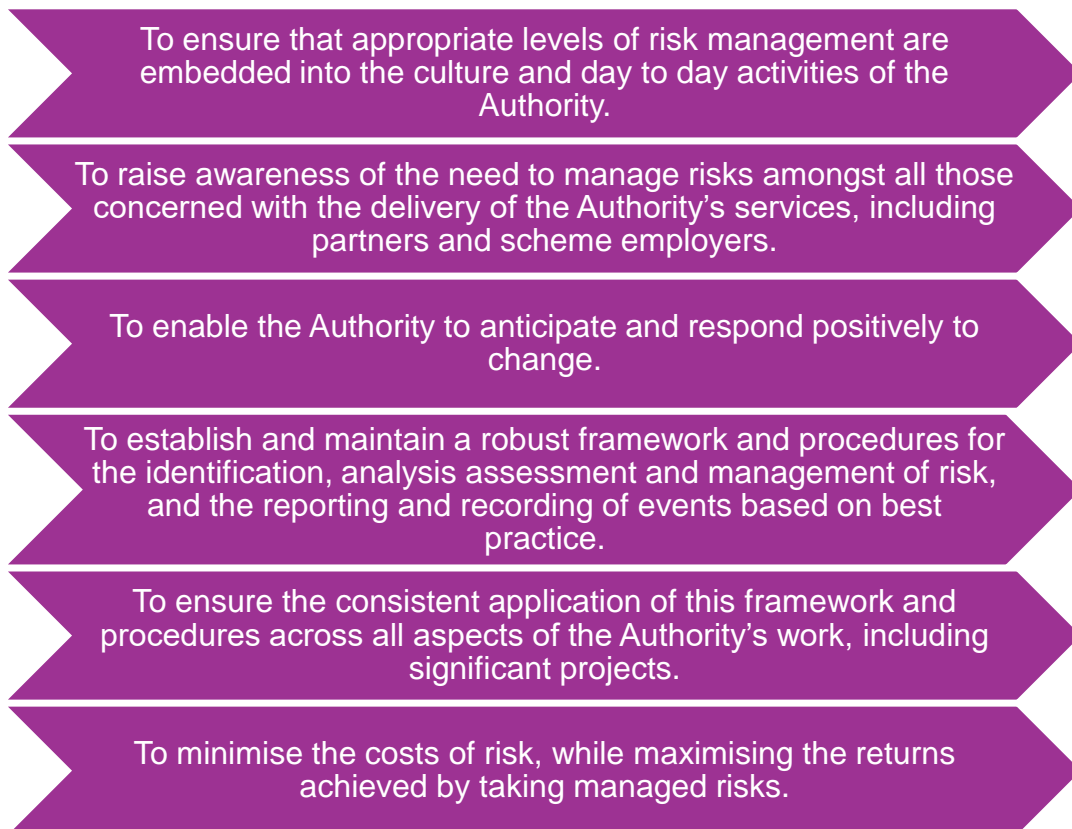 To ensure that appropriate levels of risk management are
embedded into the culture and day to day activities of the
Authority.
To raise awareness of the need to manage risks amongst all those
concerned with the delivery of the Authority’s services, including
partners and scheme employers.
To enable the Authority to anticipate and respond positively to
change.
To establish and maintain a robust framework and procedures for
the identification, analysis assessment and management of risk,
and the reporting and recording of events based on best
practice.
To ensure the consistent application of this framework and
procedures across all aspects of the Authority’s work, including
significant projects.
To minimise the costs of risk, while maximising the returns
achieved by taking managed risks.